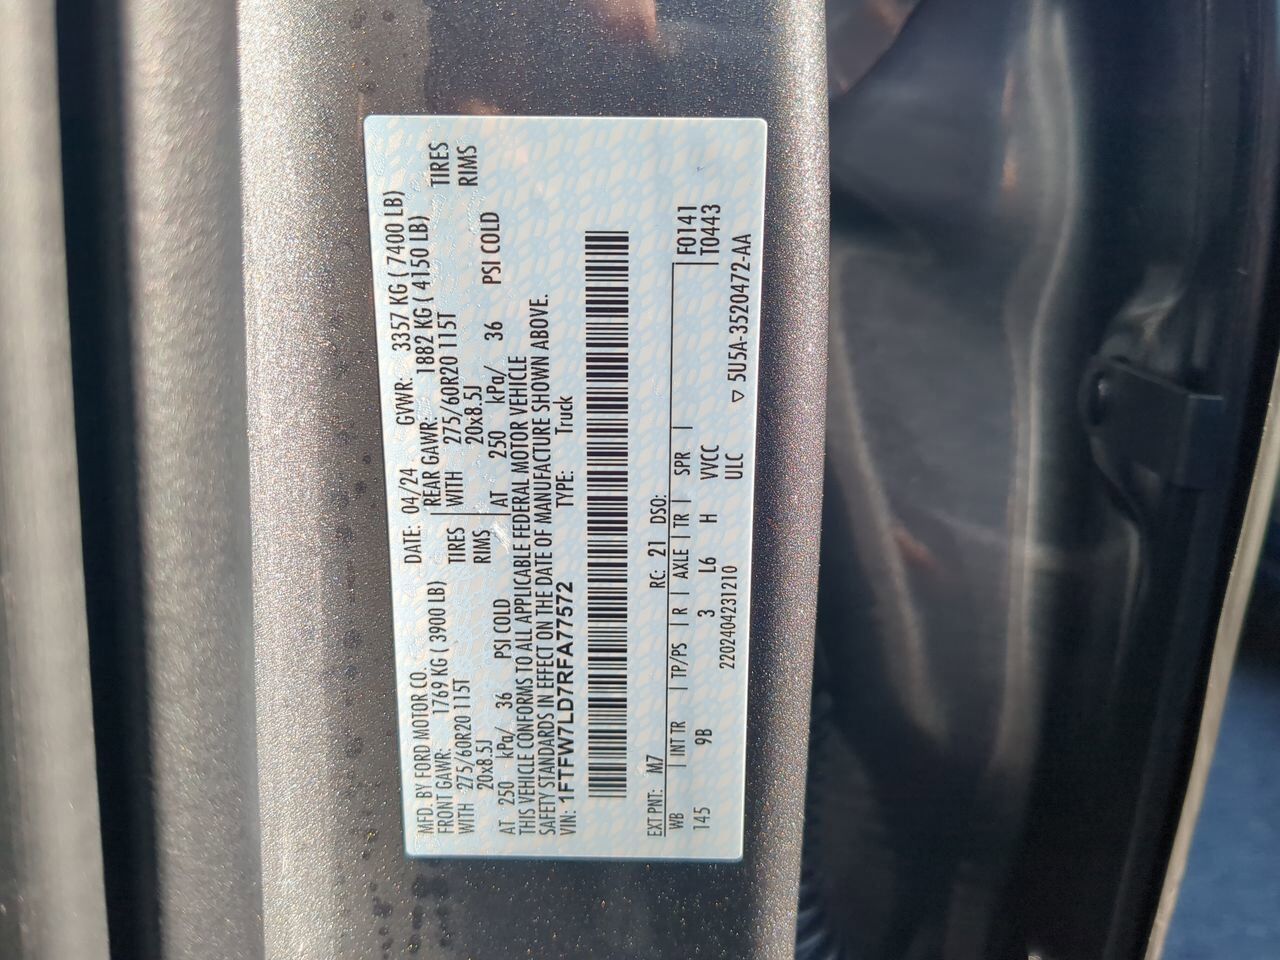 MFD. BY FORD MOTOR CO. DATE: 04/24 GVWR: 3357 KG ( 7400 LB)
FRONT GAWR: 1769 KG ( 3900 LB) REAR GAWR: 1882 KG ( 4150 LB)
WITH 275/60R20 115T TIRES WITH 275/60R20 115T TIRES
20x8.5J RIMS 20x8.5J RIMS
AT 250 kPa/ 36 PSI COLD AT 250 kPa/ 36 PSI COLD
THIS VEHICLE CONFORMS TO ALL APPLICABLE FEDERAL MOTOR VEHICLE
SAFETY STANDARDS IN EFFECT ON THE DATE OF MANUFACTURE SHOWN ABOVE.
VIN: 1FTFW7LD7RFA77572 TYPE: Truck
EXT PNT: M7 RC: 21 DSO: F0141
WB | INT TR | TP/PS | R | AXLE | TR | SPR | T0443
145 9B 3 L6 H VVCC
2202404231210 ULC ▽ 5U5A-3520472-AA